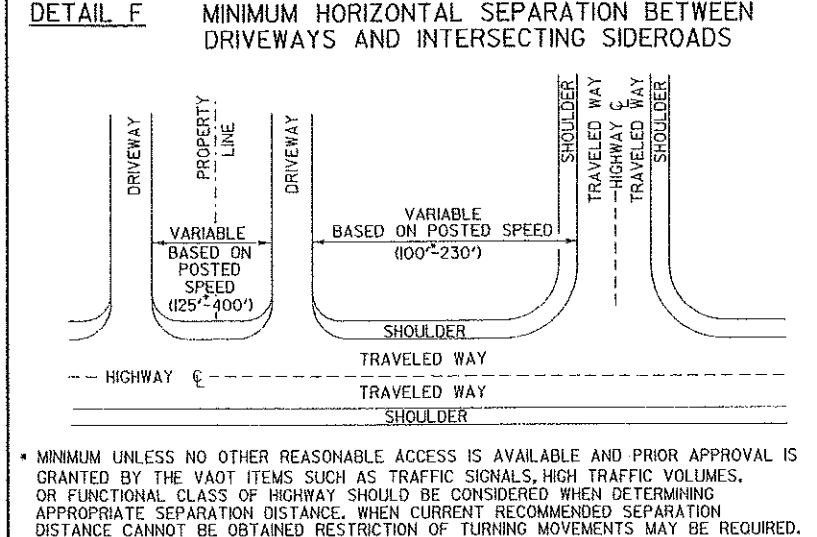 DETAIL F MINIMUM HORIZONTAL SEPARATION BETWEEN
DRIVEWAYS AND INTERSECTING SIDEROADS
DRIVEWAY
PROPERTY
LINE
DRIVEWAY
SHOULDER
TRAVELED WAY
HIGHWAY ℄
TRAVELED WAY
SHOULDER
VARIABLE
BASED ON
POSTED
SPEED
(125'*-400')
VARIABLE
BASED ON POSTED SPEED
(100'*-230')
SHOULDER
TRAVELED WAY
HIGHWAY ℄
TRAVELED WAY
SHOULDER
* MINIMUM UNLESS NO OTHER REASONABLE ACCESS IS AVAILABLE AND PRIOR APPROVAL IS
GRANTED BY THE VAOT ITEMS SUCH AS TRAFFIC SIGNALS, HIGH TRAFFIC VOLUMES,
OR FUNCTIONAL CLASS OF HIGHWAY SHOULD BE CONSIDERED WHEN DETERMINING
APPROPRIATE SEPARATION DISTANCE. WHEN CURRENT RECOMMENDED SEPARATION
DISTANCE CANNOT BE OBTAINED RESTRICTION OF TURNING MOVEMENTS MAY BE REQUIRED.